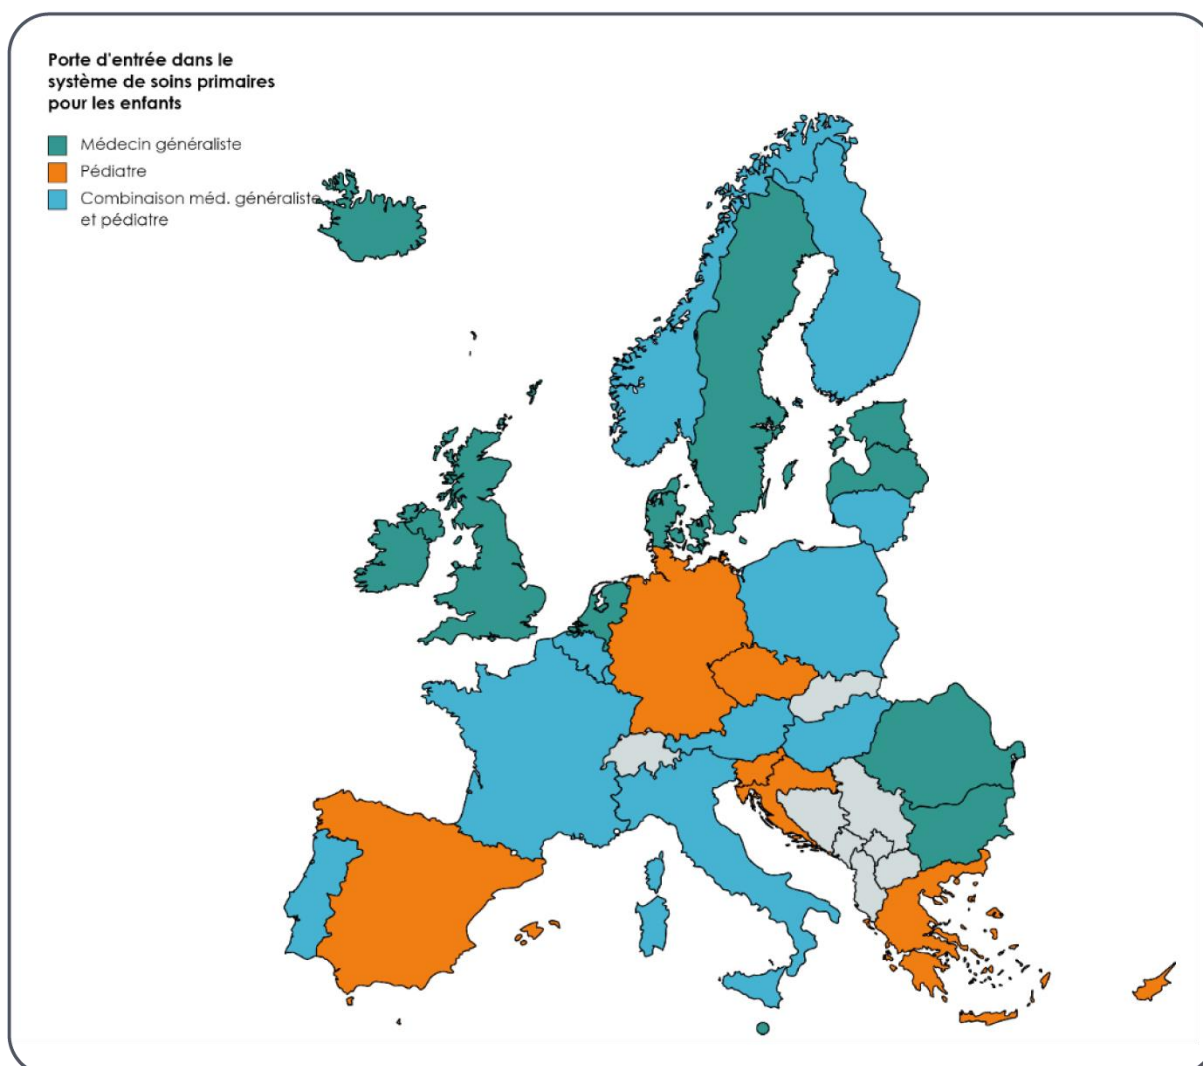 Porte d'entrée dans le
système de soins primaires
pour les enfants
Médecin généraliste
Pédiatre
Combinaison méd. généraliste
et pédiatre